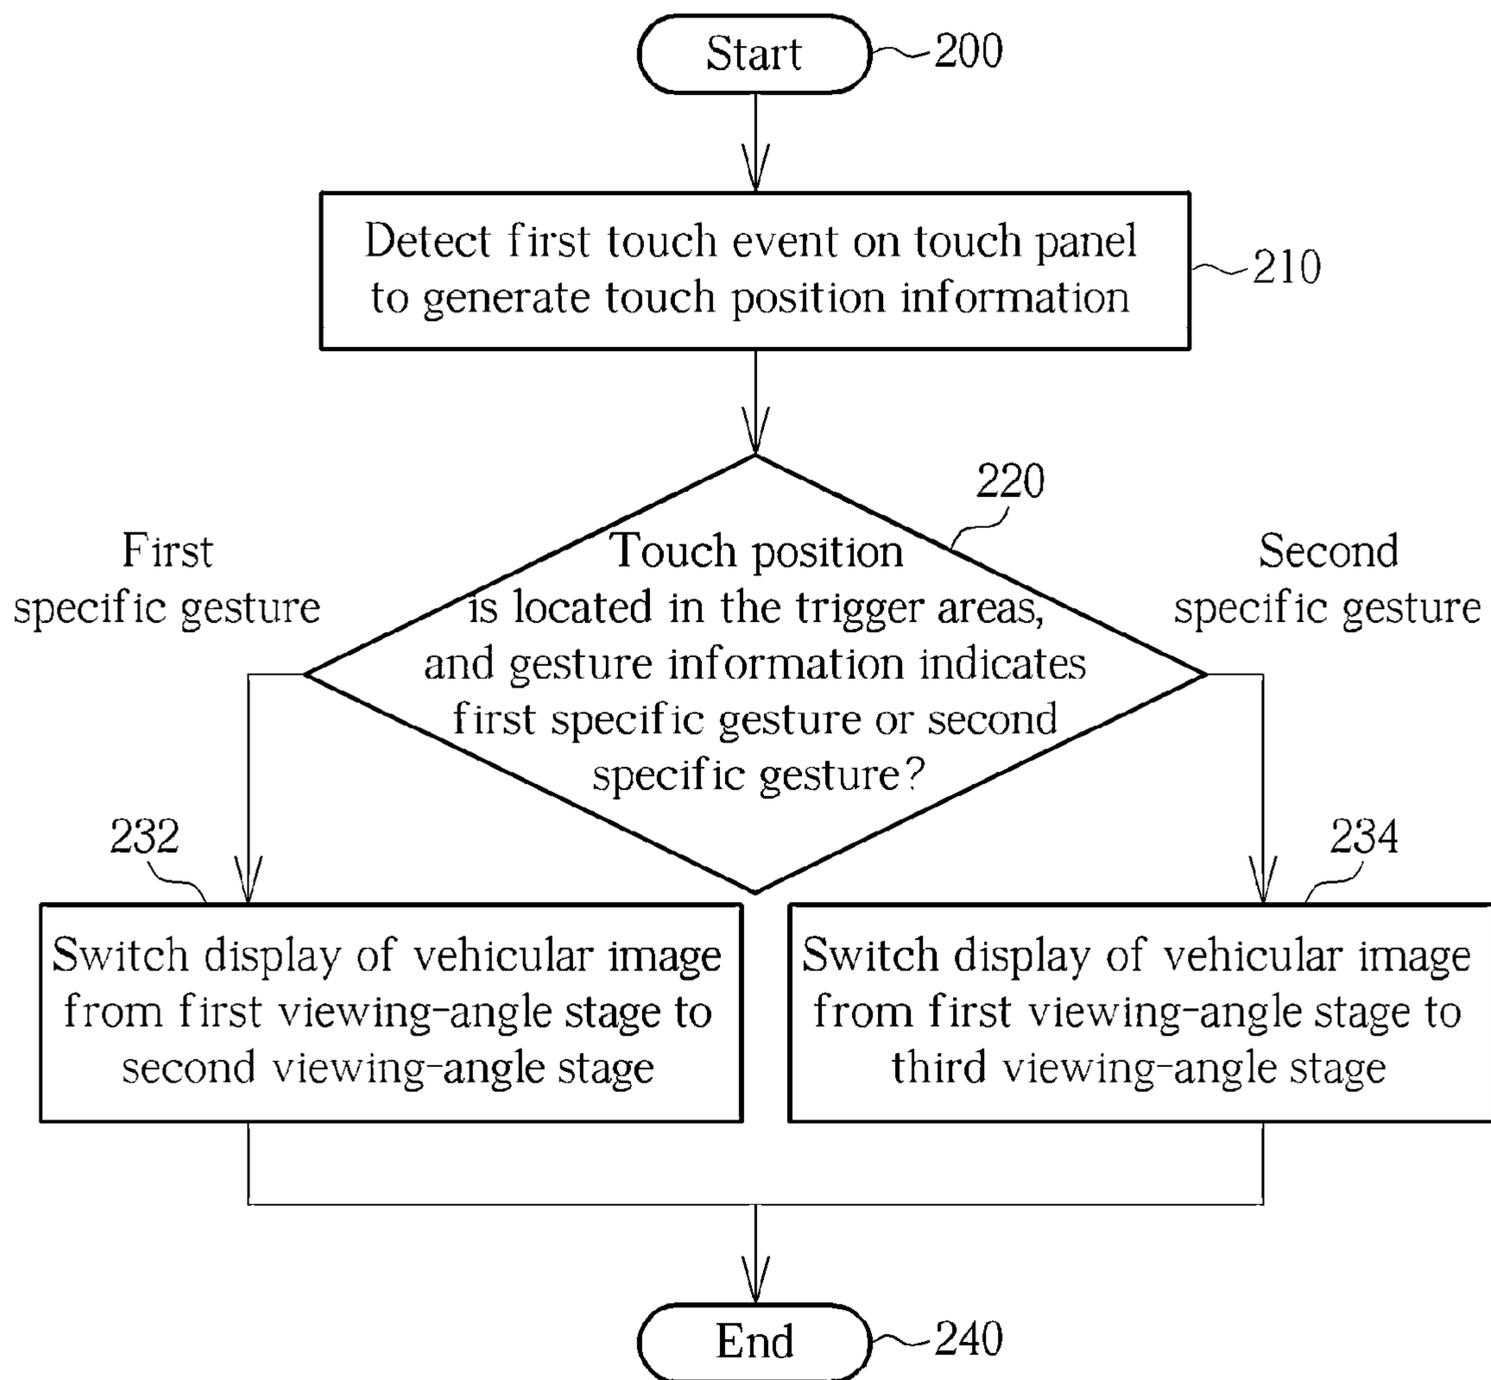 Start
200
Detect first touch event on touch panel
to generate touch position information
210
220
First
specific gesture
Touch position
is located in the trigger areas,
and gesture information indicates
first specific gesture or second
specific gesture?
Second
specific gesture
232
234
Switch display of vehicular image
from first viewing-angle stage to
second viewing-angle stage
Switch display of vehicular image
from first viewing-angle stage to
third viewing-angle stage
End
240